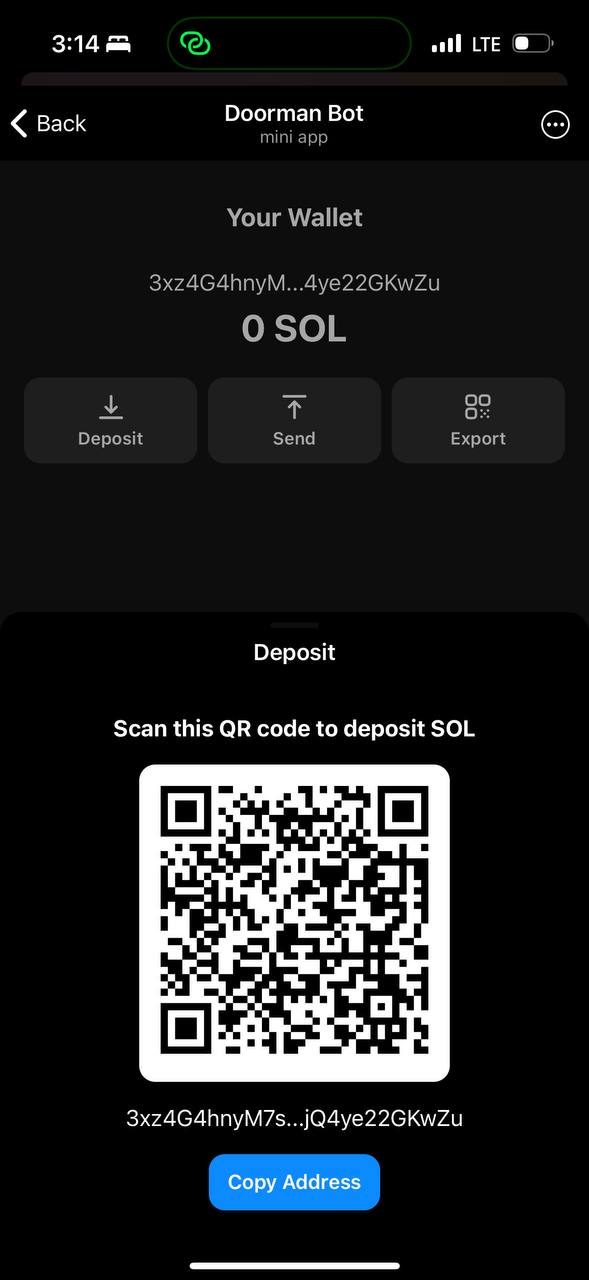 3:14
LTE
Back
Doorman Bot
mini app
Your Wallet
3xz4G4hnyM...4ye22GKwZu
0 SOL
Deposit
Send
Export
Deposit
Scan this QR code to deposit SOL
3xz4G4hnyM7s...jQ4ye22GKwZu
Copy Address